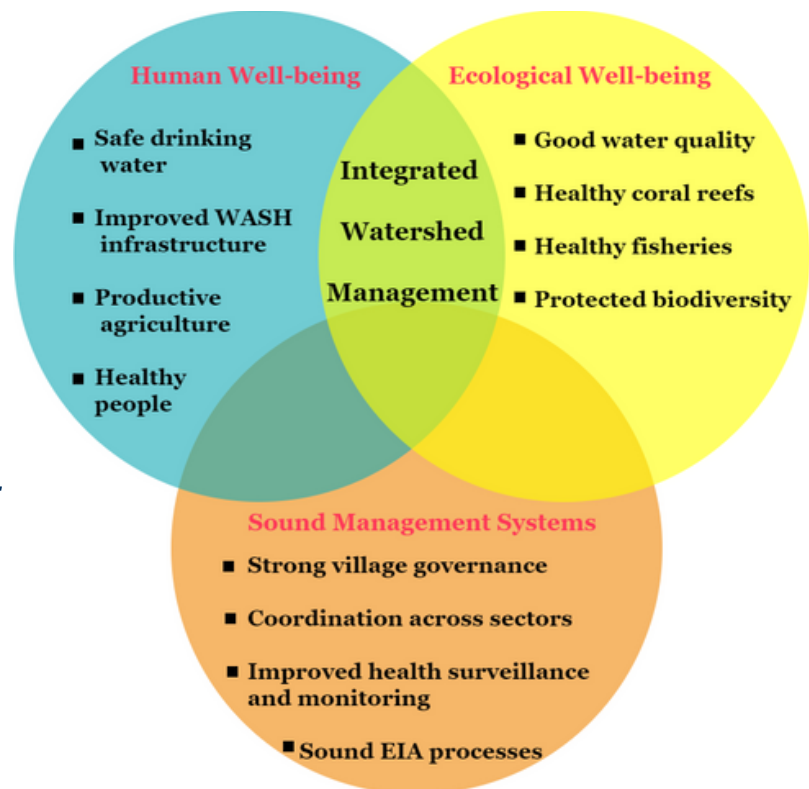 Human Well-being
■ Safe drinking
water
■ Improved WASH
infrastructure
■ Productive
agriculture
■ Healthy
people
Integrated
Watershed
Management
Ecological Well-being
■ Good water quality
■ Healthy coral reefs
■ Healthy fisheries
■ Protected biodiversity
Sound Management Systems
■ Strong village governance
■ Coordination across sectors
■ Improved health surveillance
and monitoring
■ Sound EIA processes